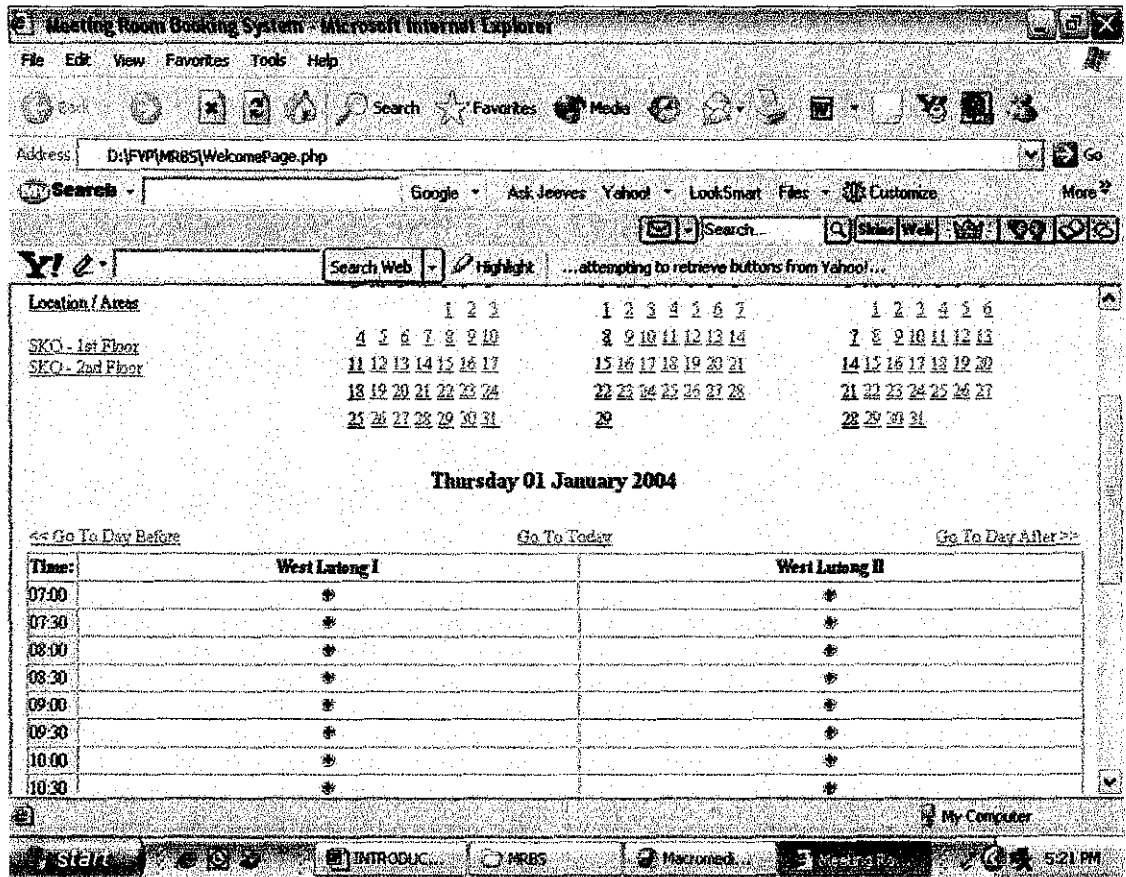 Meeting Room Booking System - Microsoft Internet Explorer
File Edit View Favorites Tools Help
Back Search Favorites Media
Address D:\FYP\MRBS\WelcomePage.php Go
Search Google Ask Jeeves Yahoo! LookSmart Files Customize More
Search... Skins Web
Y! Search Web Highlight ...attempting to retrieve buttons from Yahoo!...
Location / Areas
SKO - 1st Floor
SKO - 2nd Floor
1 2 3
4 5 6 7 8 9 10
11 12 13 14 15 16 17
18 19 20 21 22 23 24
25 26 27 28 29 30 31
1 2 3 4 5 6 7
8 9 10 11 12 13 14
15 16 17 18 19 20 21
22 23 24 25 26 27 28
29
1 2 3 4 5 6
7 8 9 10 11 12 13
14 15 16 17 18 19 20
21 22 23 24 25 26 27
28 29 30 31
Thursday 01 January 2004
<< Go To Day Before Go To Today Go To Day After >>
Time: West Lutong I West Lutong II
07:00
07:30
08:00
08:30
09:00
09:30
10:00
10:30
My Computer
start INTRODUC... MRBS Macromedi... Meeting Ro... 5:21 PM